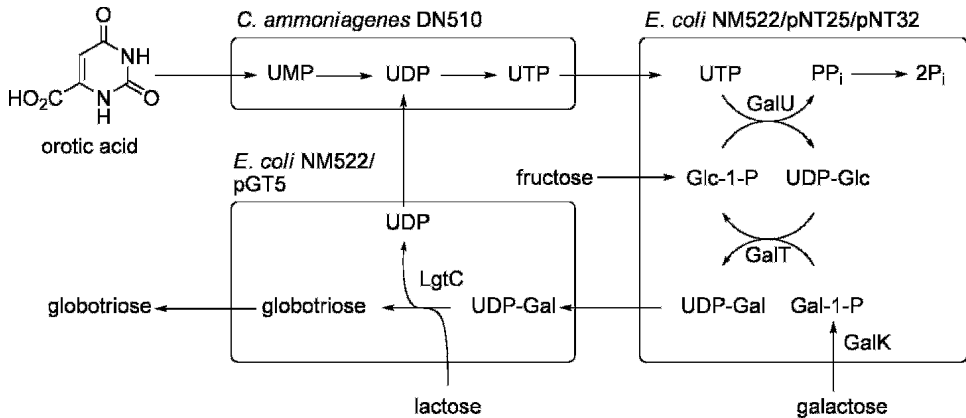 C. ammoniagenes DN510
E. coli NM522/pNT25/pNT32
O
NH
HO2C
N
H
O
orotic acid
UMP
UDP
UTP
UTP
PPi
2Pi
GalU
E. coli NM522/
pGT5
fructose
Glc-1-P
UDP-Glc
UDP
GalT
LgtC
globotriose
globotriose
UDP-Gal
UDP-Gal
Gal-1-P
GalK
lactose
galactose